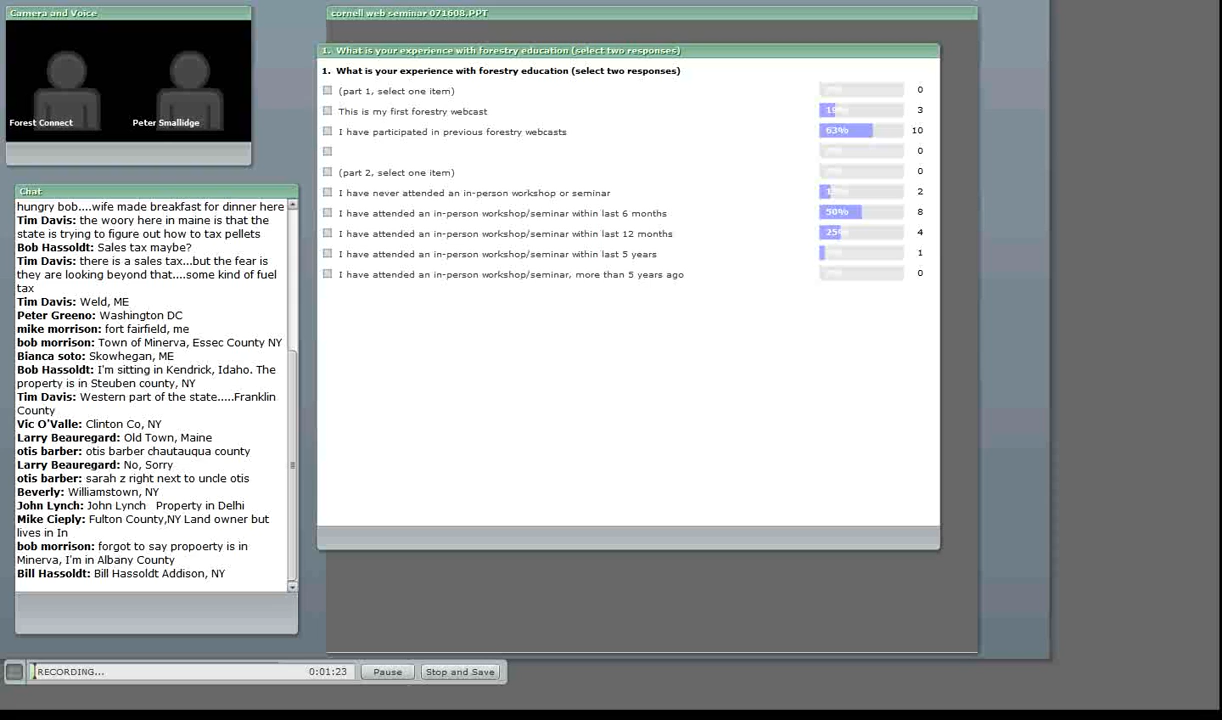 Camera and Voice
Forest Connect
Peter Smallidge
Chat
hungry bob....wife made breakfast for dinner here
Tim Davis: the woory here in maine is that the
state is trying to figure out how to tax pellets
Bob Hassoldt: Sales tax maybe?
Tim Davis: there is a sales tax...but the fear is
they are looking beyond that....some kind of fuel
tax
Tim Davis: Weld, ME
Peter Greeno: Washington DC
mike morrison: fort fairfield, me
bob morrison: Town of Minerva, Essec County NY
Bianca soto: Skowhegan, ME
Bob Hassoldt: I'm sitting in Kendrick, Idaho. The
property is in Steuben county, NY
Tim Davis: Western part of the state.....Franklin
County
Vic O'Valle: Clinton Co, NY
Larry Beauregard: Old Town, Maine
otis barber: otis barber chautauqua county
Larry Beauregard: No, Sorry
otis barber: sarah z right next to uncle otis
Beverly: Williamstown, NY
John Lynch: John Lynch Property in Delhi
Mike Cieply: Fulton County,NY Land owner but
lives in In
bob morrison: forgot to say propoerty is in
Minerva, I'm in Albany County
Bill Hassoldt: Bill Hassoldt Addison, NY
cornell web seminar 071608.PPT
1. What is your experience with forestry education (select two responses)
1. What is your experience with forestry education (select two responses)
(part 1, select one item) 0
This is my first forestry webcast 19% 3
I have participated in previous forestry webcasts 63% 10
0
(part 2, select one item) 0
I have never attended an in-person workshop or seminar 2
I have attended an in-person workshop/seminar within last 6 months 50% 8
I have attended an in-person workshop/seminar within last 12 months 25% 4
I have attended an in-person workshop/seminar within last 5 years 1
I have attended an in-person workshop/seminar, more than 5 years ago 0
RECORDING... 0:01:23 Pause Stop and Save